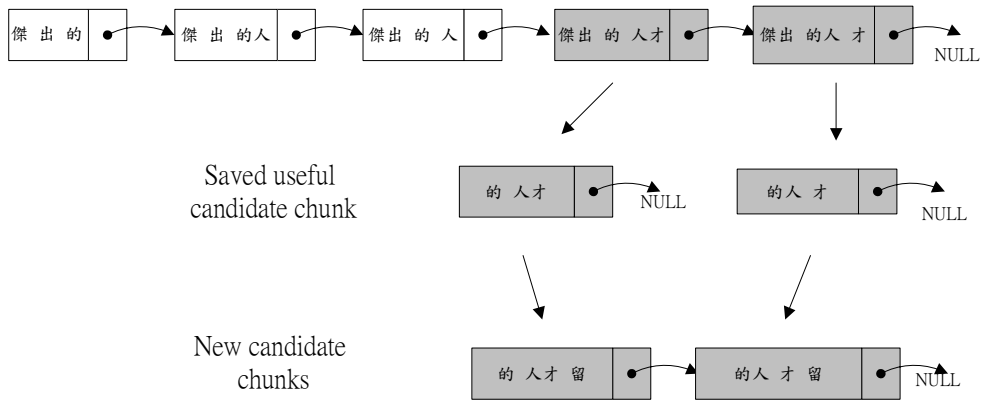 傑 出 的
傑 出 的人
傑出 的 人
傑出 的 人才
傑出 的人 才
NULL
Saved useful
candidate chunk
的 人才
NULL
的人 才
NULL
New candidate
chunks
的 人才 留
的人 才 留
NULL